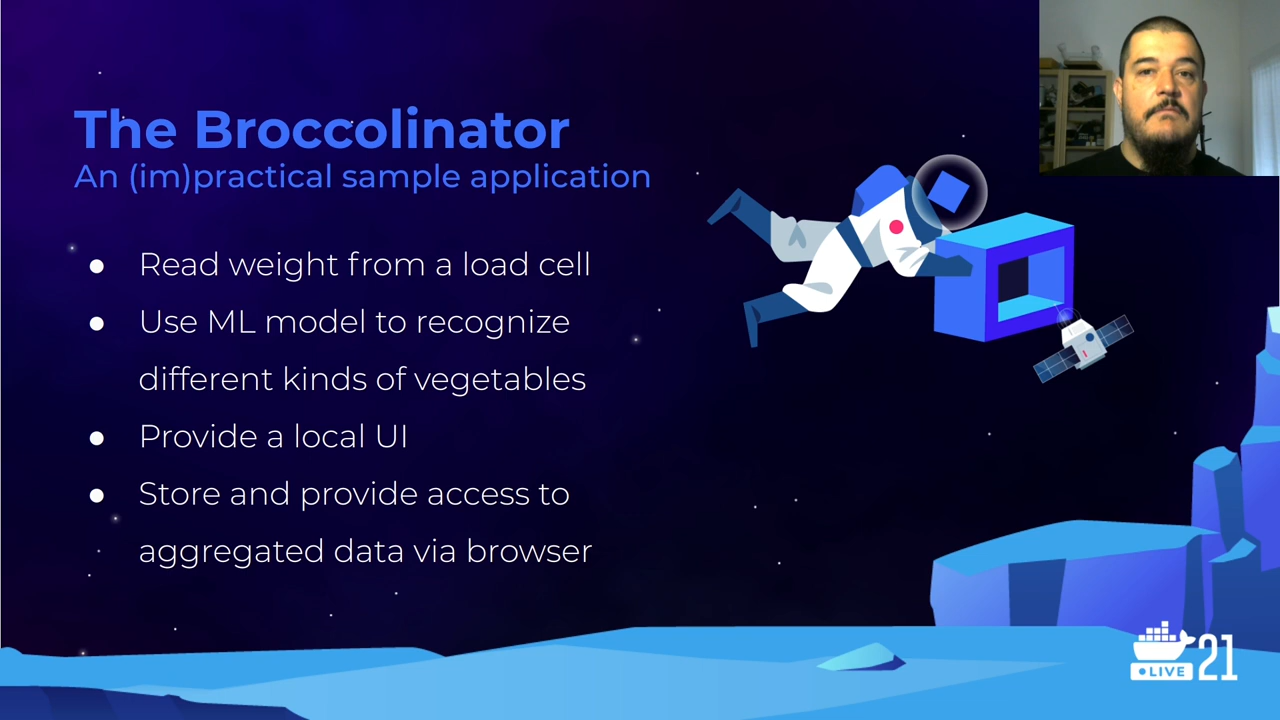 The Broccolinator
An (im)practical sample application
● Read weight from a load cell
● Use ML model to recognize
different kinds of vegetables
● Provide a local UI
● Store and provide access to
aggregated data via browser
LIVE 21